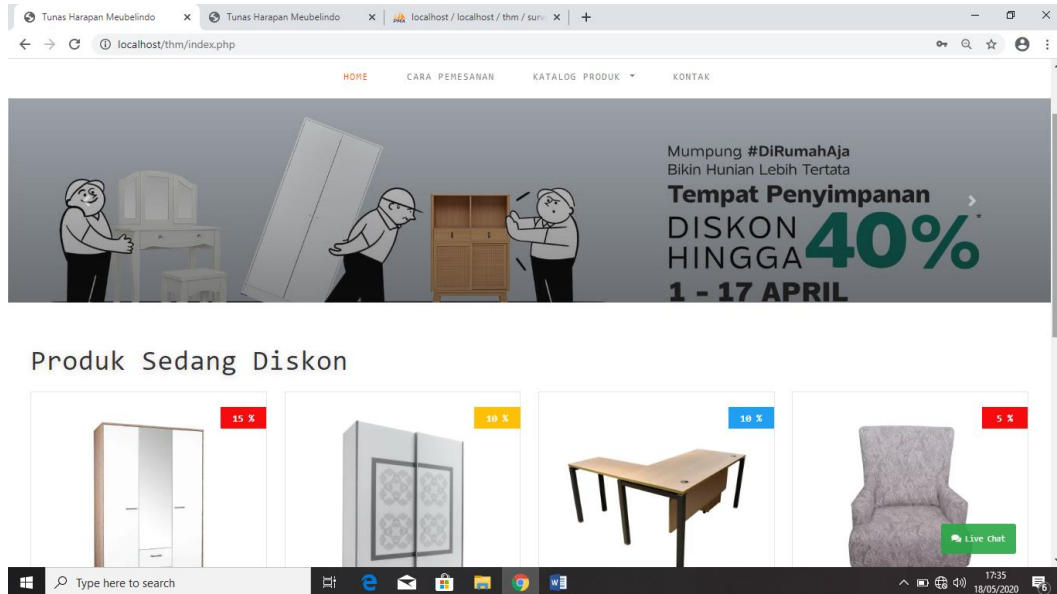 Tunas Harapan Meubelindo
Tunas Harapan Meubelindo
localhost / localhost / thm / surv
localhost/thm/index.php
HOME
CARA PEMESANAN
KATALOG PRODUK
KONTAK
Mumpung #DiRumahAja
Bikin Hunian Lebih Tertata
Tempat Penyimpanan
DISKON
HINGGA 40%*
1 - 17 APRIL
Produk Sedang Diskon
15 %
10 %
10 %
5 %
Live Chat
Type here to search
17:35
18/05/2020
6